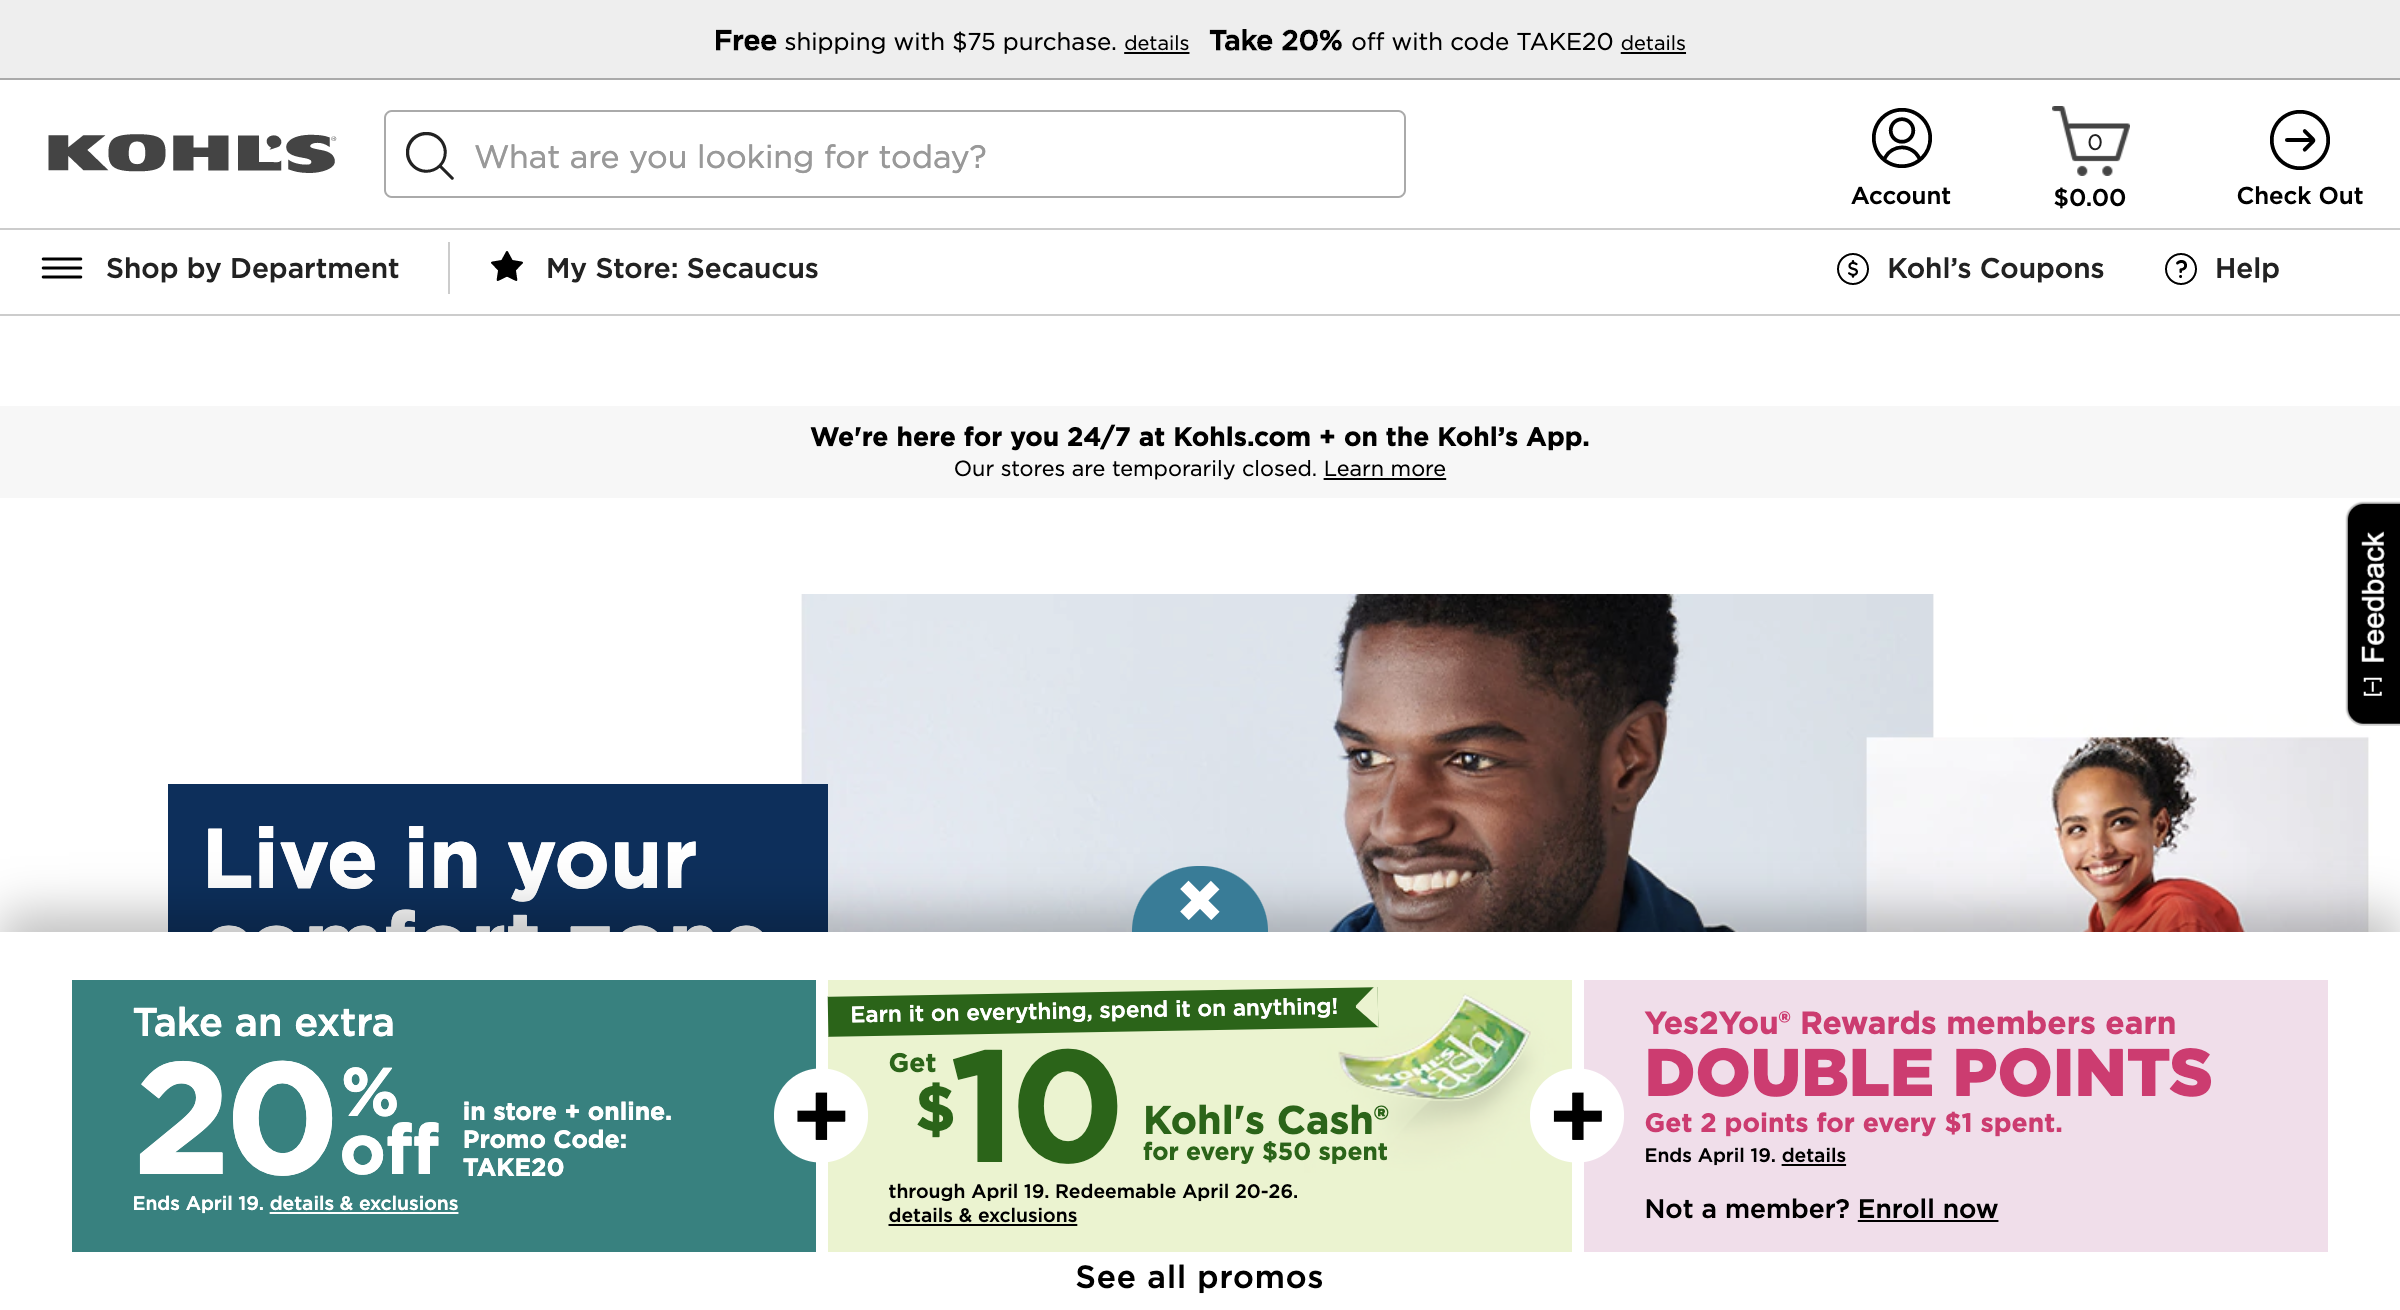 Free shipping with $75 purchase. details Take 20% off with code TAKE20 details
KOHL'S
What are you looking for today?
Account
0
$0.00
Check Out
Shop by Department
My Store: Secaucus
$ Kohl’s Coupons
? Help
We're here for you 24/7 at Kohls.com + on the Kohl’s App.
Our stores are temporarily closed. Learn more
[-] Feedback
Live in your
comfort zone
Take an extra
20% off
in store + online.
Promo Code:
TAKE20
Ends April 19. details & exclusions
+
Earn it on everything, spend it on anything!
KOHL'S Cash
Get
$10
Kohl's Cash®
for every $50 spent
through April 19. Redeemable April 20-26.
details & exclusions
+
Yes2You® Rewards members earn
DOUBLE POINTS
Get 2 points for every $1 spent.
Ends April 19. details
Not a member? Enroll now
See all promos